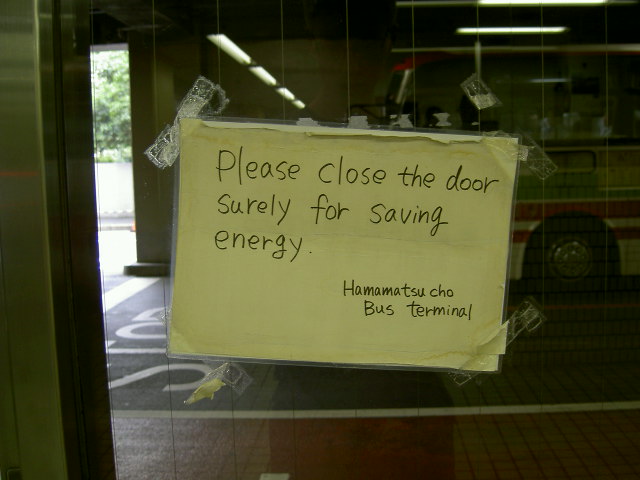 Please close the door
surely for saving
energy.
Hamamatsu cho
Bus terminal